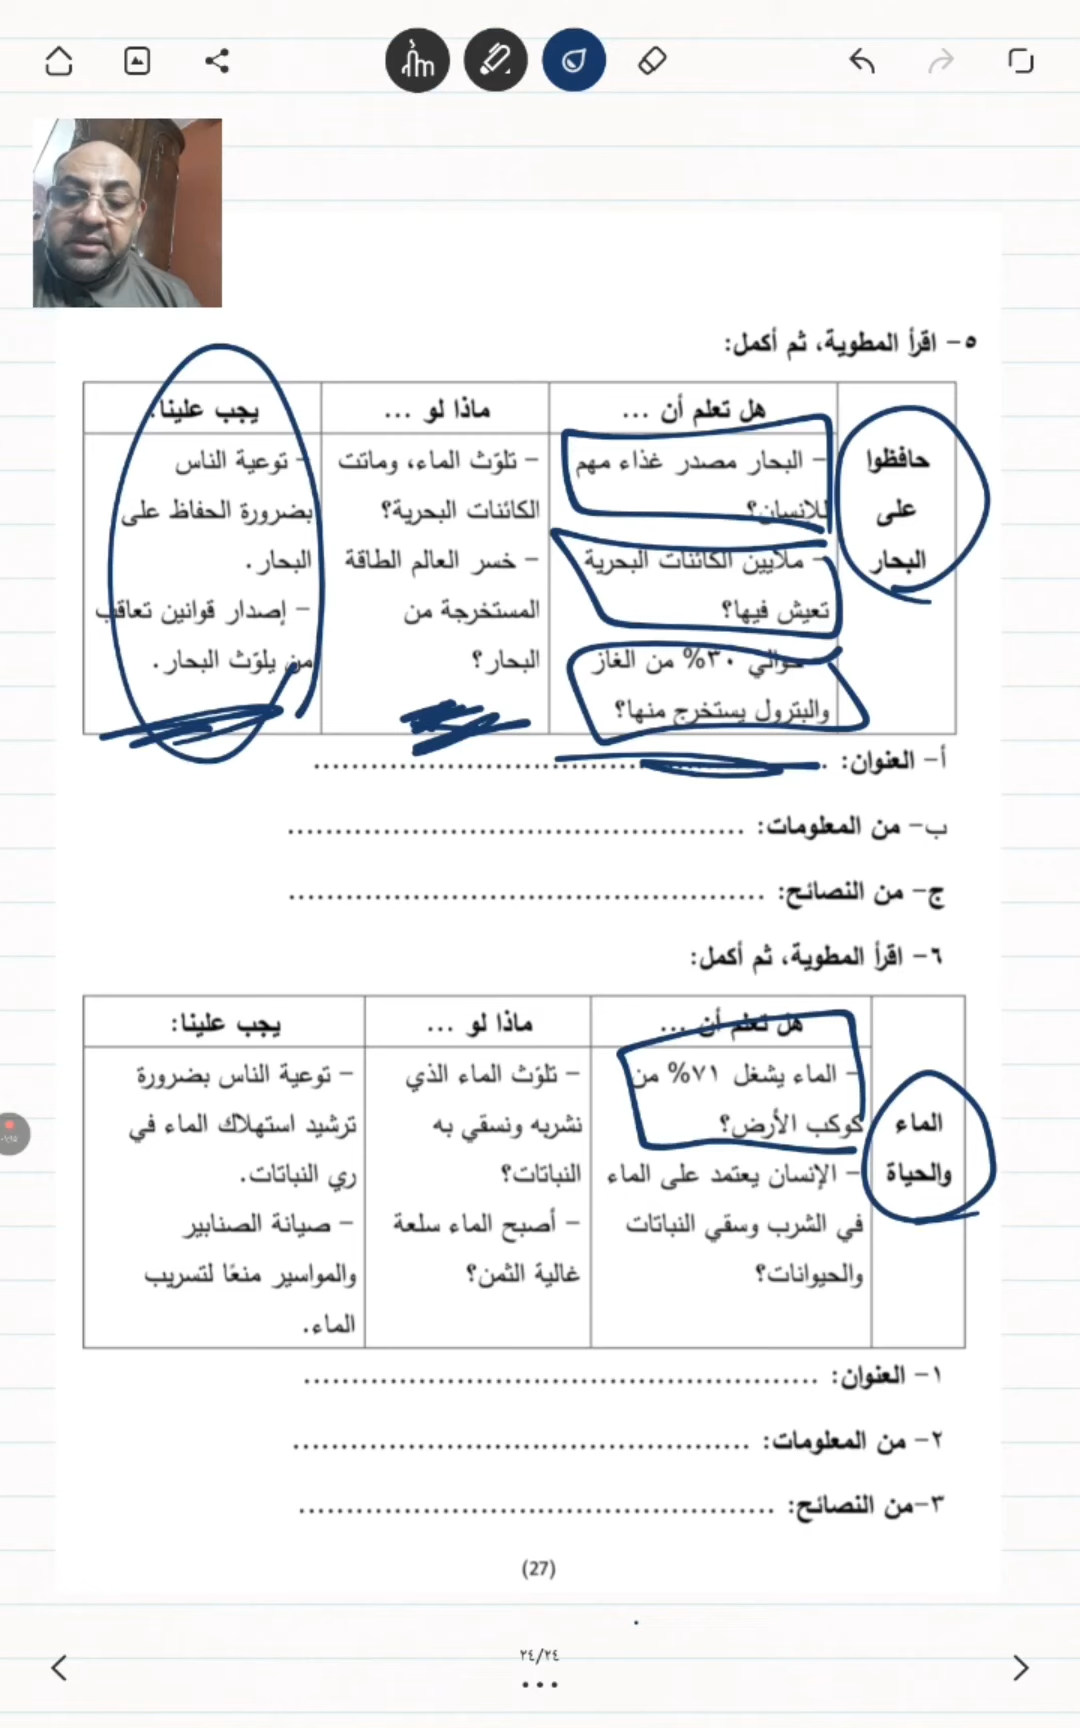 ٥- اقرأ المطوية، ثم أكمل:
حافظوا
على
البحار
هل تعلم أن ...
- البحار مصدر غذاء مهم
للإنسان؟
- ملايين الكائنات البحرية
تعيش فيها؟
حوالي ٣٠% من الغاز
والبترول يستخرج منها؟
ماذا لو ...
- تلوّث الماء، وماتت
الكائنات البحرية؟
- خسر العالم الطاقة
المستخرجة من
البحار؟
يجب علينا:
- توعية الناس
بضرورة الحفاظ على
البحار.
- إصدار قوانين تعاقب
من يلوّث البحار.
أ- العنوان: ..................................................
ب- من المعلومات: ..................................................
ج- من النصائح: ..................................................
٦- اقرأ المطوية، ثم أكمل:
الماء
والحياة
هل تعلم أن ...
- الماء يشغل ٧١% من
كوكب الأرض؟
- الإنسان يعتمد على الماء
في الشرب وسقي النباتات
والحيوانات؟
ماذا لو ...
- تلوّث الماء الذي
نشربه ونسقي به
النباتات؟
- أصبح الماء سلعة
غالية الثمن؟
يجب علينا:
- توعية الناس بضرورة
ترشيد استهلاك الماء في
ري النباتات.
- صيانة الصنابير
والمواسير منعًا لتسريب
الماء.
١- العنوان: ..................................................
٢- من المعلومات: ..................................................
٣-من النصائح: ..................................................
(27)
٢٤/٢٤